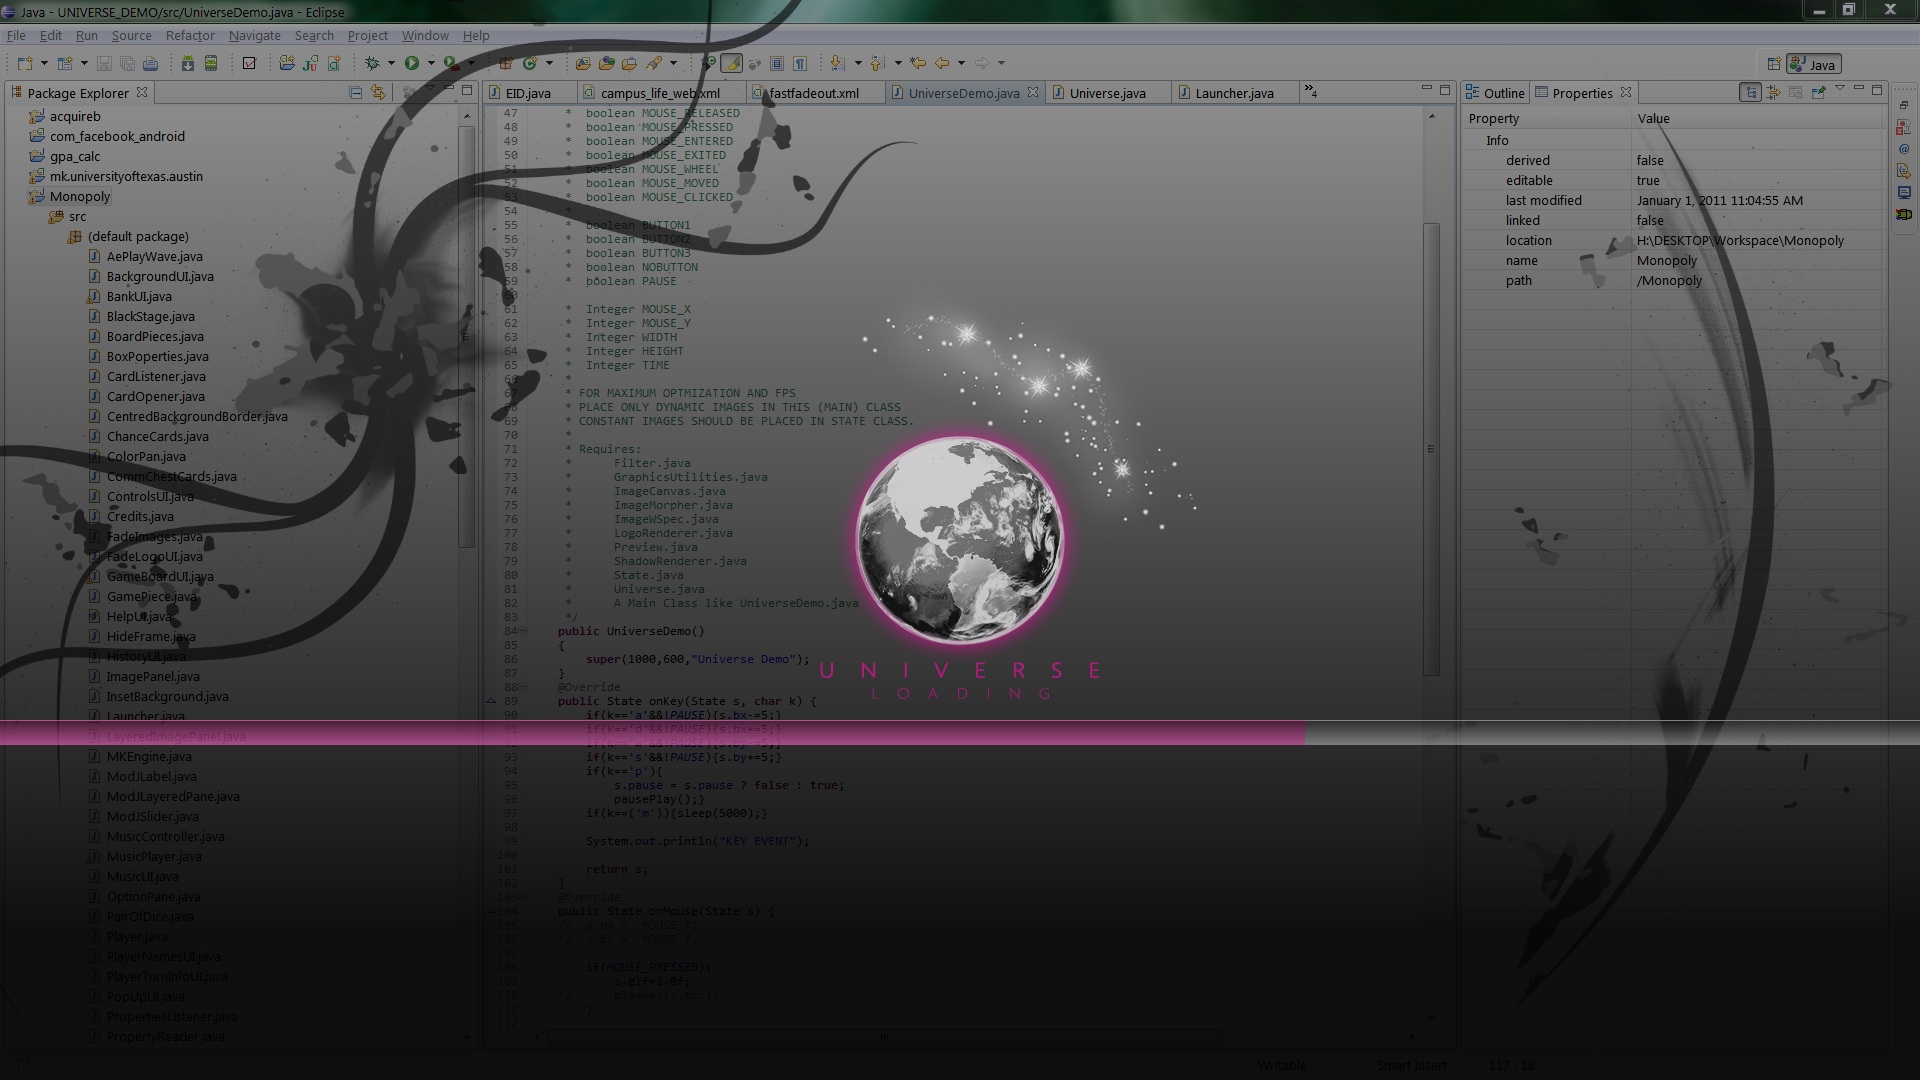 Java - UNIVERSE_DEMO/src/UniverseDemo.java - Eclipse
File Edit Run Source Refactor Navigate Search Project Window Help
Java
Package Explorer
acquireb
com_facebook_android
gpa_calc
mk.universityoftexas.austin
Monopoly
src
(default package)
AePlayWave.java
BackgroundUI.java
BankUI.java
BlackStage.java
BoardPieces.java
BoxPoperties.java
CardListener.java
CardOpener.java
CentredBackgroundBorder.java
ChanceCards.java
ColorPan.java
CommChestCards.java
ControlsUI.java
Credits.java
FadeImages.java
FadeLogoUI.java
GameBoardUI.java
GamePiece.java
HelpUI.java
HideFrame.java
HistoryUI.java
ImagePanel.java
InsetBackground.java
Launcher.java
LayeredImagePanel.java
MKEngine.java
ModJLabel.java
ModJLayeredPane.java
ModJSlider.java
MusicController.java
MusicPlayer.java
MusicUI.java
OptionPane.java
PairOfDice.java
Player.java
PlayerNamesUI.java
PlayerTurnInfoUI.java
PopUpUI.java
PropertiesListener.java
PropertyReader.java
EID.java campus_life_web.xml fastfadeout.xml UniverseDemo.java Universe.java Launcher.java »4
47 * boolean MOUSE_RELEASED
48 * boolean MOUSE_PRESSED
49 * boolean MOUSE_ENTERED
50 * boolean MOUSE_EXITED
51 * boolean MOUSE_WHEEL
52 * boolean MOUSE_MOVED
53 * boolean MOUSE_CLICKED
54 *
55 * boolean BUTTON1
56 * boolean BUTTON2
57 * boolean BUTTON3
58 * boolean NOBUTTON
59 * boolean PAUSE
60
61 * Integer MOUSE_X
62 * Integer MOUSE_Y
63 * Integer WIDTH
64 * Integer HEIGHT
65 * Integer TIME
66 *
67 * FOR MAXIMUM OPTMIZATION AND FPS
68 * PLACE ONLY DYNAMIC IMAGES IN THIS (MAIN) CLASS
69 * CONSTANT IMAGES SHOULD BE PLACED IN STATE CLASS.
70 *
71 * Requires:
72 * Filter.java
73 * GraphicsUtilities.java
74 * ImageCanvas.java
75 * ImageMorpher.java
76 * ImageWSpec.java
77 * LogoRenderer.java
78 * Preview.java
79 * ShadowRenderer.java
80 * State.java
81 * Universe.java
82 * A Main Class like UniverseDemo.java
83 */
84 public UniverseDemo()
85 {
86 super(1000,600,"Universe Demo");
87 }
88 @Override
89 public State onKey(State s, char k) {
90 if(k=='a'&&!PAUSE){s.bx-=5;}
91 if(k=='d'&&!PAUSE){s.bx+=5;}
92 if(k=='w'&&!PAUSE){s.by-=5;}
93 if(k=='s'&&!PAUSE){s.by+=5;}
94 if(k=='p'){
95 s.pause = s.pause ? false : true;
96 pausePlay();}
97 if(k==('m')){sleep(5000);}
98
99 System.out.println("KEY EVENT");
100
101 return s;
102 }
103 @Override
104 public State onMouse(State s) {
105 // s.bx = -MOUSE_X;
106 // s.by = -MOUSE_Y;
107
108 if(MOUSE_PRESSED){
109 s.glf=1.0f;
110 //
111 }
112
UNIVERSE
LOADING
Outline Properties
Property Value
Info
derived false
editable true
last modified January 1, 2011 11:04:55 AM
linked false
location H:\DESKTOP\Workspace\Monopoly
name Monopoly
path /Monopoly
Writable Smart Insert 117 : 18